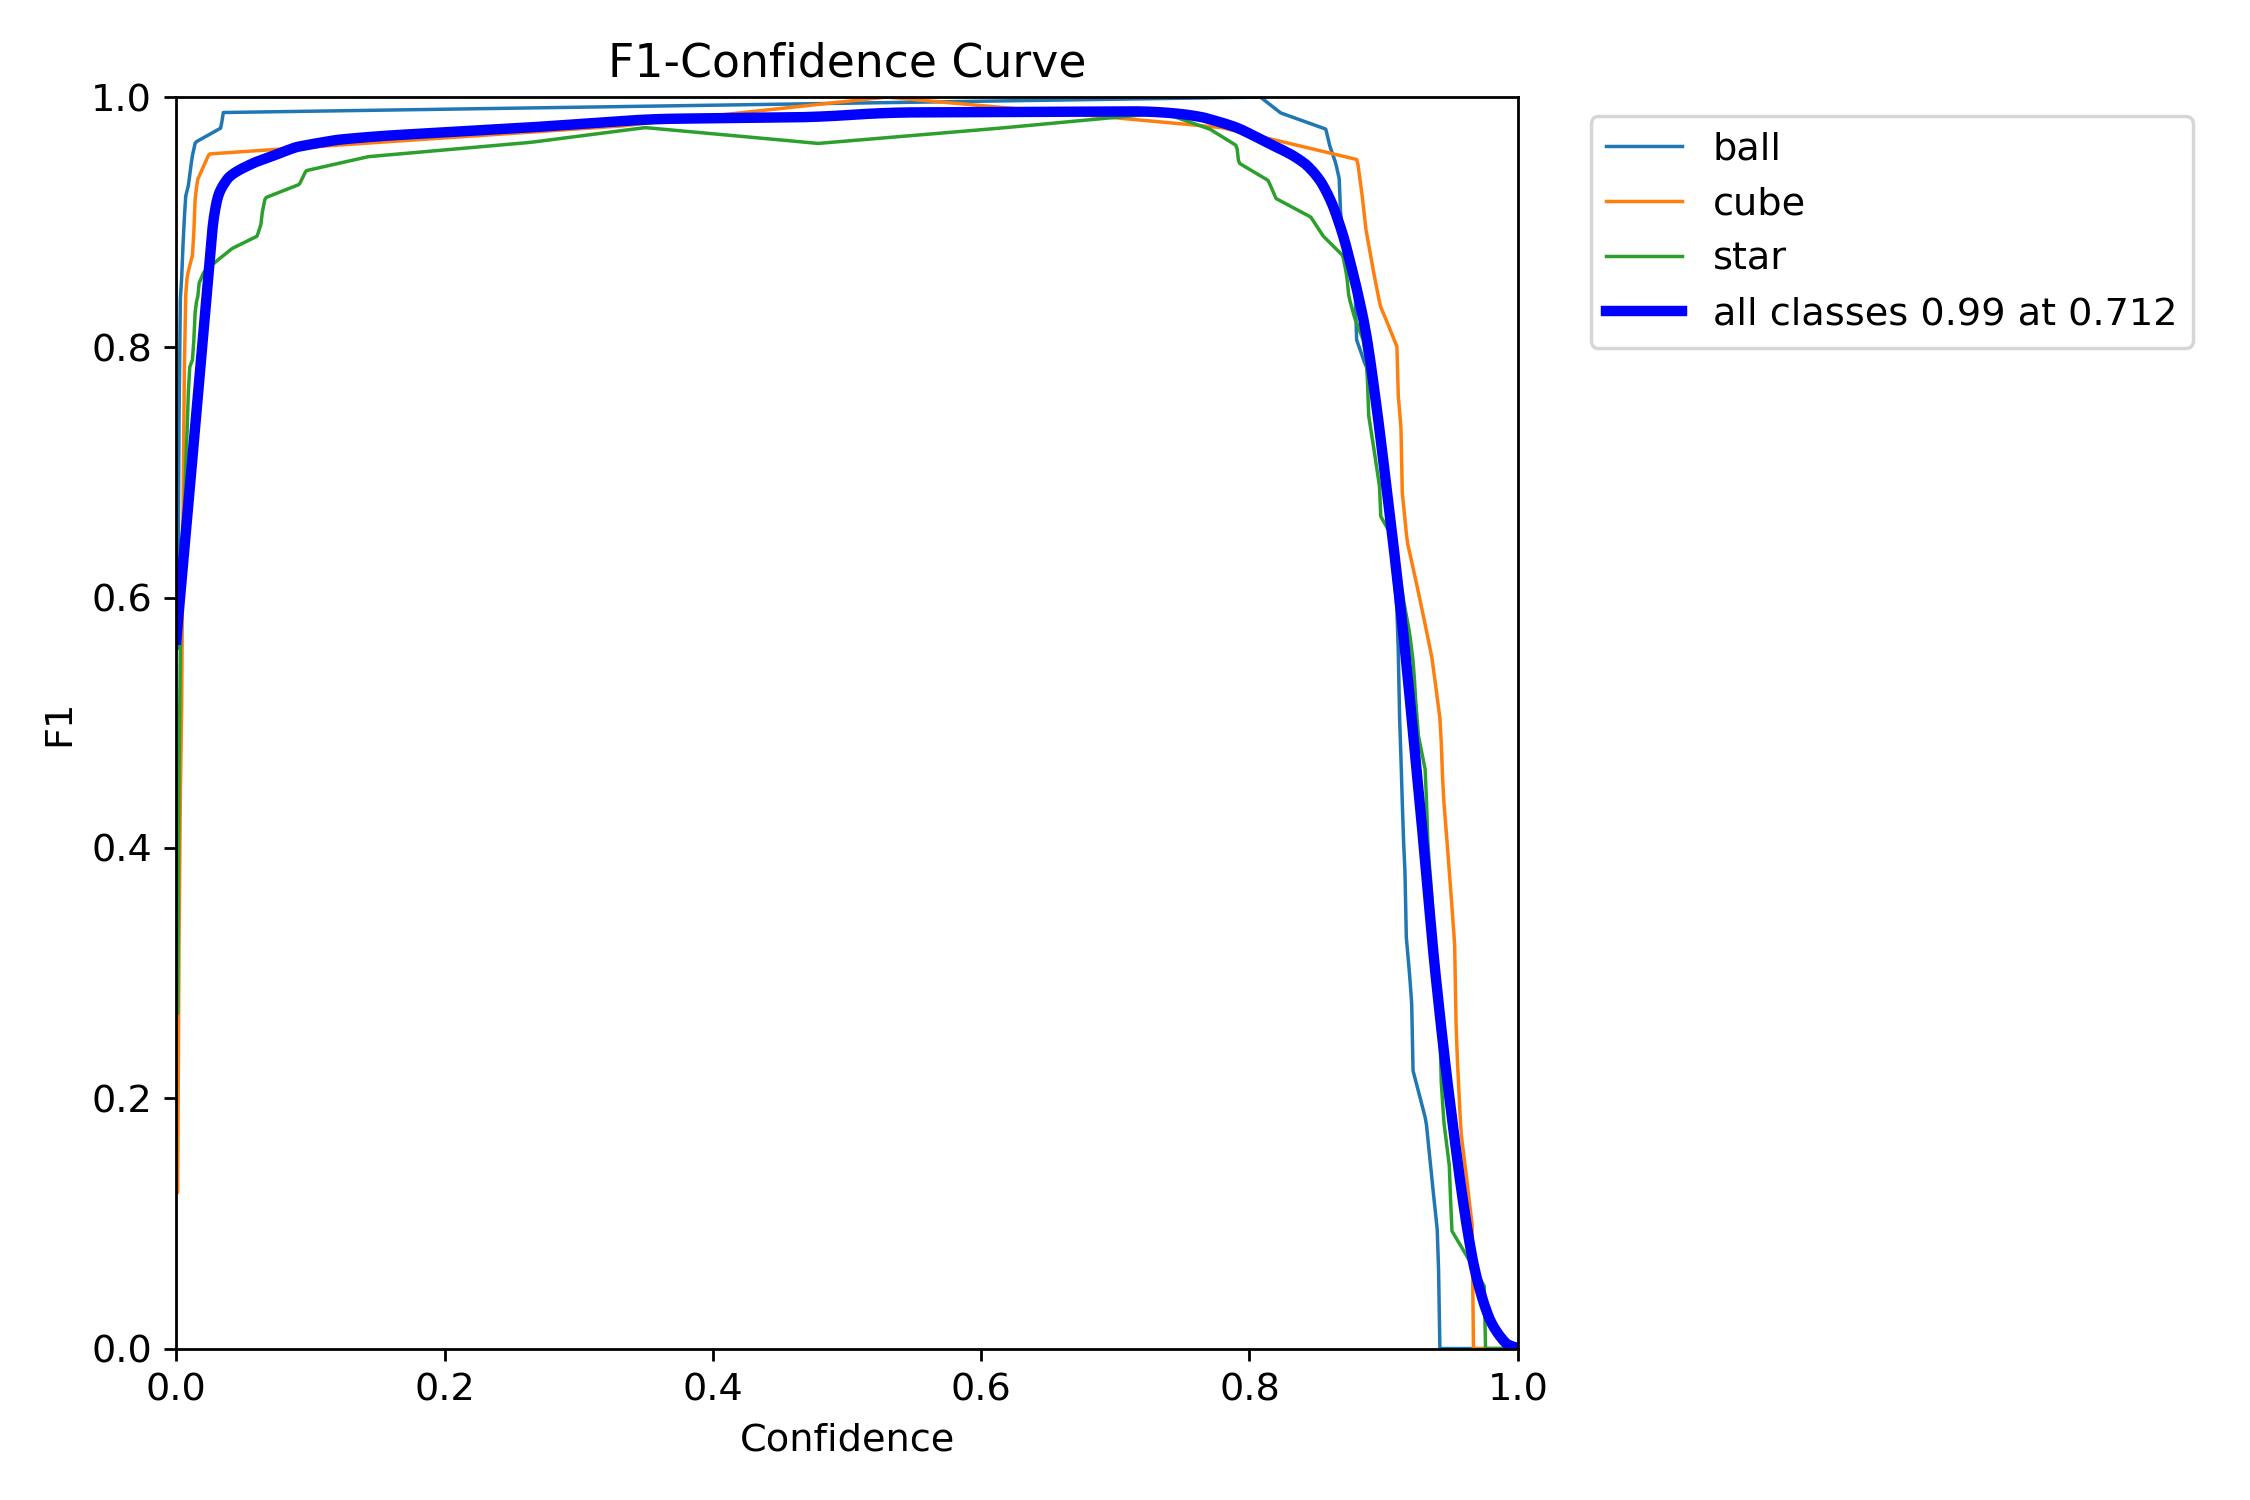 F1-Confidence Curve
1.0
0.8
0.6
0.4
0.2
0.0
F1
0.0 0.2 0.4 0.6 0.8 1.0
Confidence
ball
cube
star
all classes 0.99 at 0.712